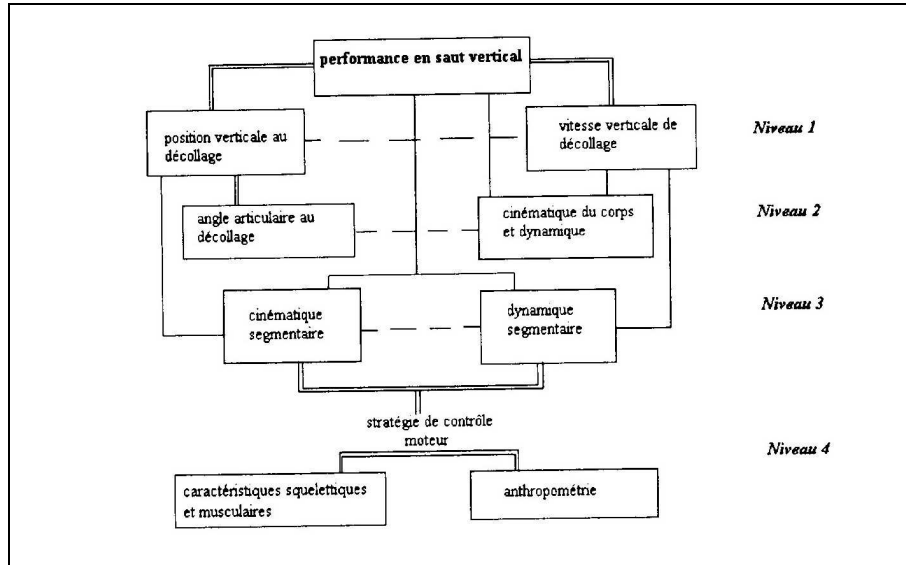 performance en saut vertical
position verticale au
décollage
vitesse verticale de
décollage
Niveau 1
angle articulaire au
décollage
cinématique du corps
et dynamique
Niveau 2
cinématique
segmentaire
dynamique
segmentaire
Niveau 3
stratégie de contrôle
moteur
Niveau 4
caractéristiques squelettiques
et musculaires
anthropométrie